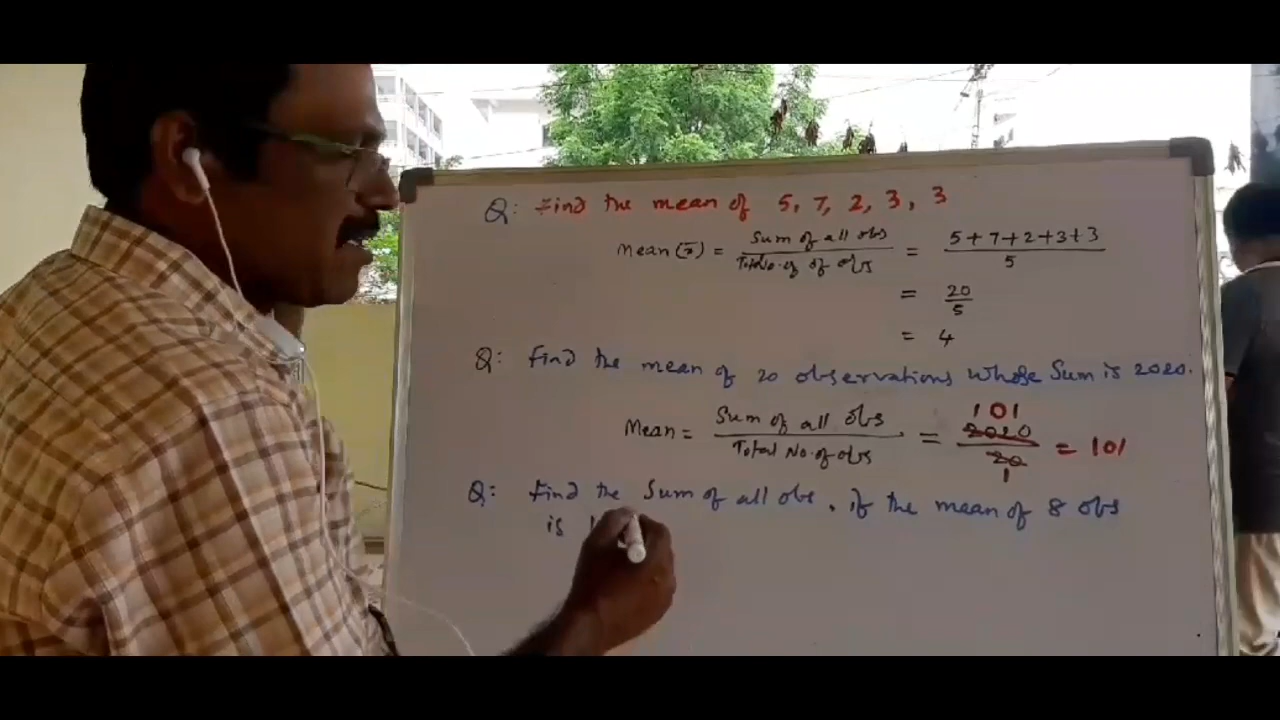 Q: Find the mean of 5, 7, 2, 3, 3
Mean (x̄) = Sum of all obs / Total No. of obs = 5+7+2+3+3 / 5
= 20 / 5
= 4
Q: Find the mean of 20 observations whose Sum is 2020.
101
Mean = Sum of all obs / Total No. of obs = 2020 / 20 = 101
1
Q: Find the Sum of all obs, if the mean of 8 obs
is